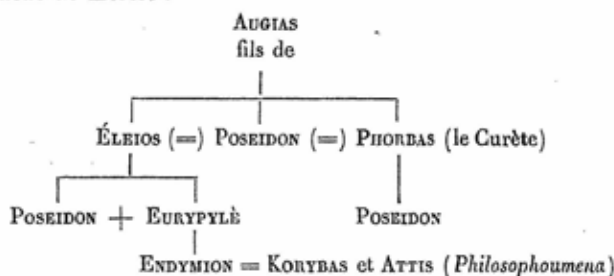 AUGIAS
fils de
ÉLEIOS (=) POSEIDON (=) PHORBAS (le Curète)
POSEIDON + EURYPYLÈ POSEIDON
ENDYMION = KORYBAS et ATTIS (Philosophoumena)